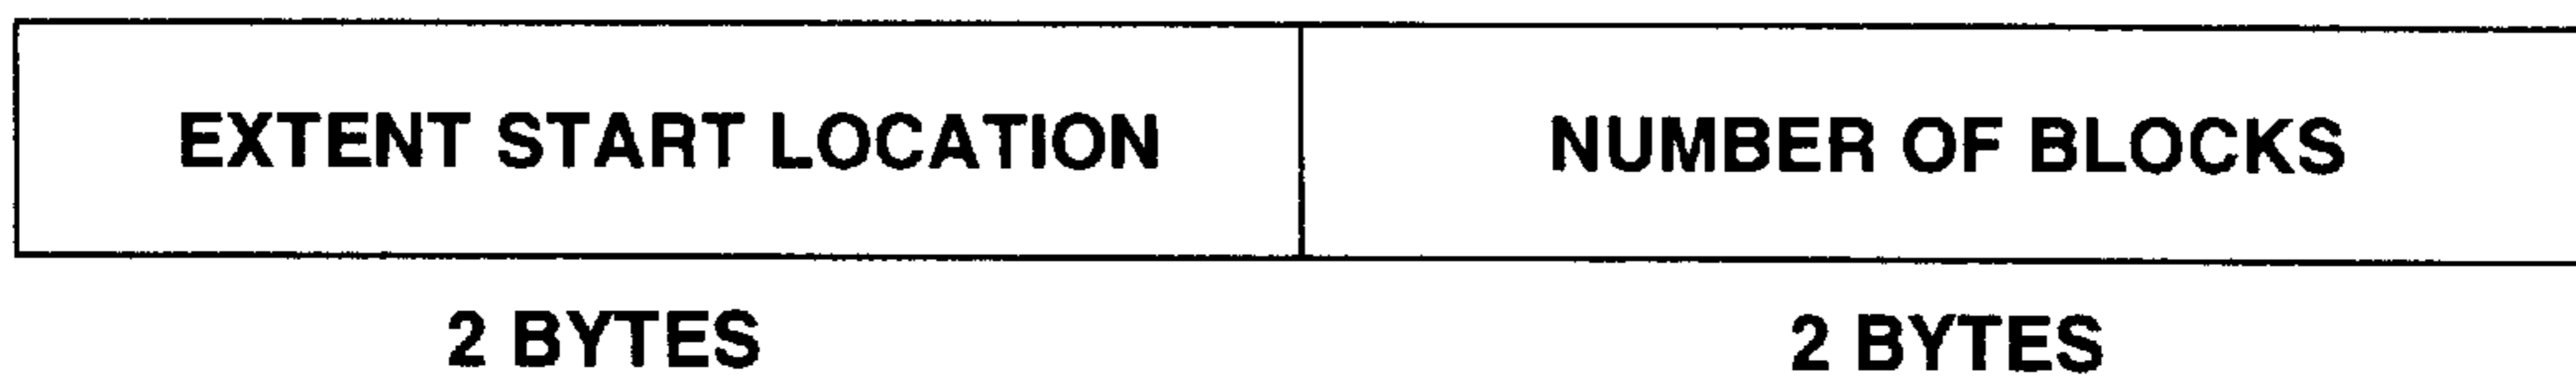 EXTENT START LOCATION NUMBER OF BLOCKS
2 BYTES 2 BYTES